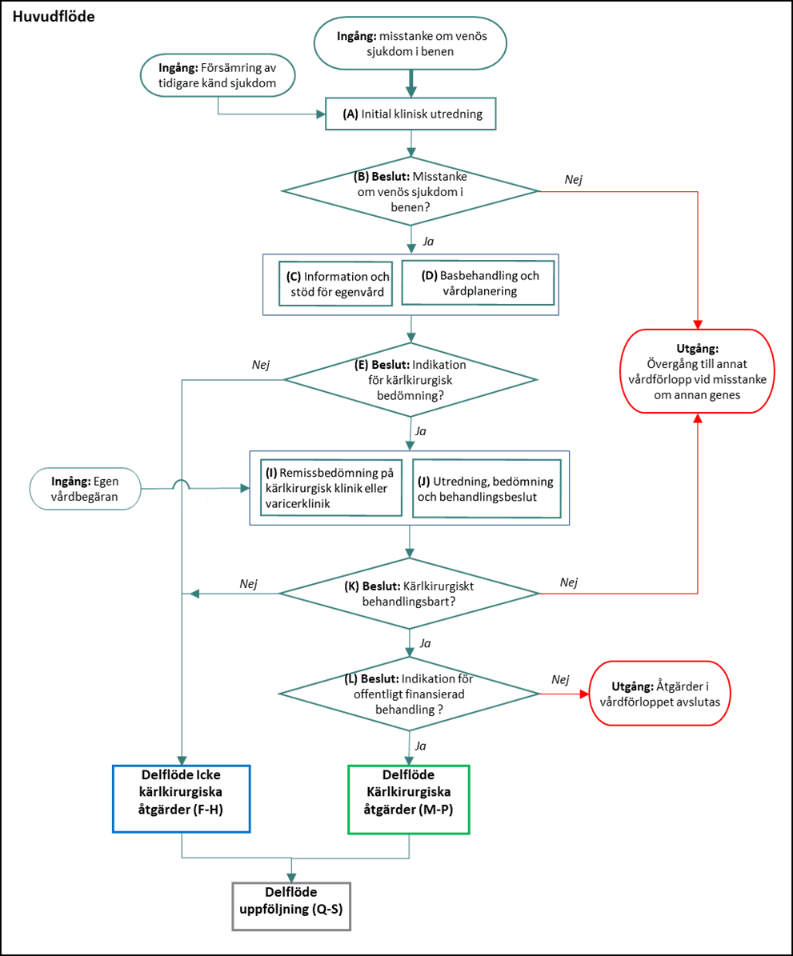 Huvudflöde
Ingång: misstanke om venös
sjukdom i benen
Ingång: Försämring av
tidigare känd sjukdom
(A) Initial klinisk utredning
(B) Beslut: Misstanke
om venös sjukdom i
benen?
Nej
Ja
(C) Information och
stöd för egenvård
(D) Basbehandling och
vårdplanering
Utgång:
Övergång till annat
vårdförlopp vid misstanke
om annan genes
Nej
(E) Beslut: Indikation
för kärlkirurgisk
bedömning?
Ja
Ingång: Egen
vårdbegäran
(I) Remissbedömning på
kärlkirurgisk klinik eller
varicerklinik
(J) Utredning, bedömning
och behandlingsbeslut
Nej
(K) Beslut: Kärlkirurgiskt
behandlingsbart?
Nej
Ja
(L) Beslut: Indikation för
offentligt finansierad
behandling ?
Nej
Utgång: Åtgärder i
vårdförloppet avslutas
Ja
Delflöde Icke
kärlkirurgiska
åtgärder (F-H)
Delflöde
Kärlkirurgiska
åtgärder (M-P)
Delflöde
uppföljning (Q-S)